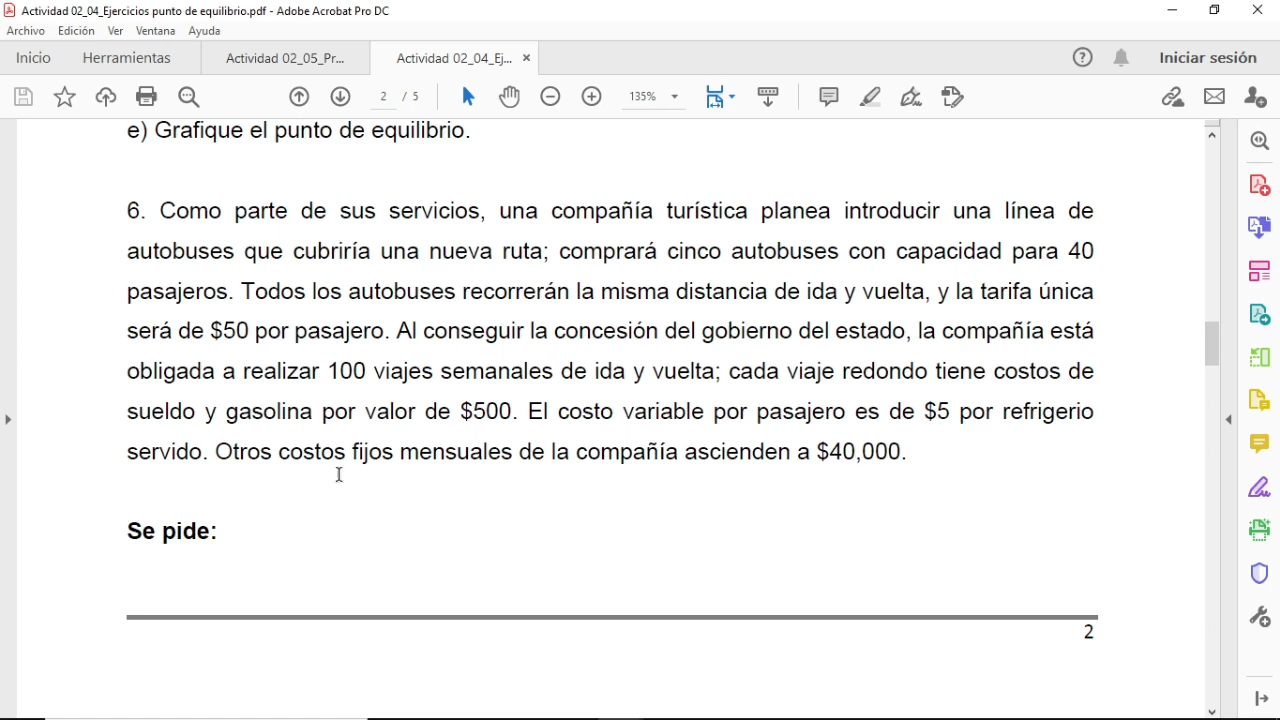 Actividad 02_04_Ejercicios punto de equilibrio.pdf - Adobe Acrobat Pro DC
Archivo Edición Ver Ventana Ayuda
Inicio Herramientas Actividad 02_05_Pr... Actividad 02_04_Ej... × Iniciar sesión
2 / 5 135%
e) Grafique el punto de equilibrio.
6. Como parte de sus servicios, una compañía turística planea introducir una línea de
autobuses que cubriría una nueva ruta; comprará cinco autobuses con capacidad para 40
pasajeros. Todos los autobuses recorrerán la misma distancia de ida y vuelta, y la tarifa única
será de $50 por pasajero. Al conseguir la concesión del gobierno del estado, la compañía está
obligada a realizar 100 viajes semanales de ida y vuelta; cada viaje redondo tiene costos de
sueldo y gasolina por valor de $500. El costo variable por pasajero es de $5 por refrigerio
servido. Otros costos fijos mensuales de la compañía ascienden a $40,000.
Se pide:
2